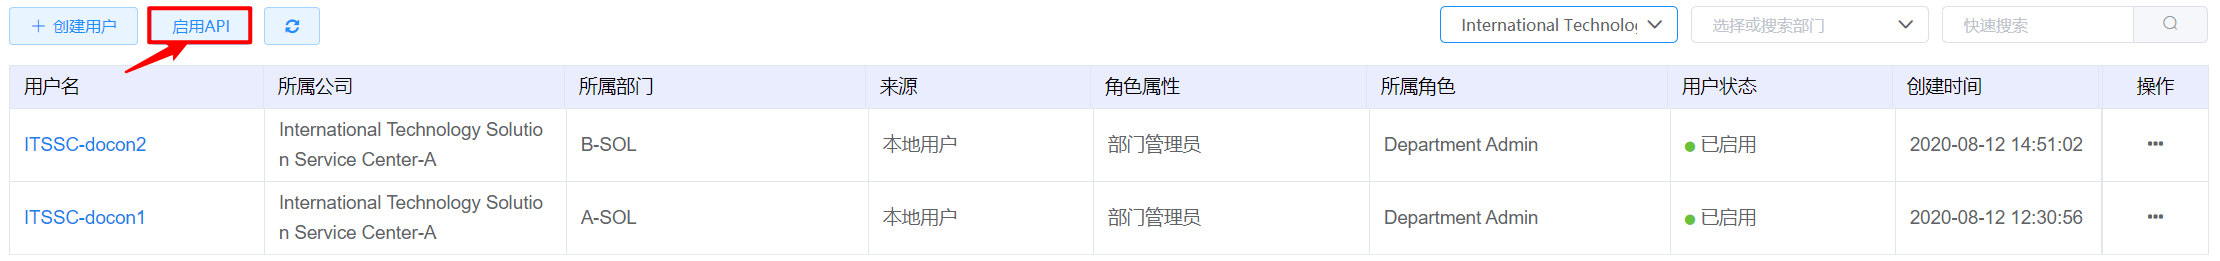 + 创建用户 启用API International Technolo 选择或搜索部门 快速搜索
用户名 所属公司 所属部门 来源 角色属性 所属角色 用户状态 创建时间 操作
ITSSC-docon2 International Technology Solutio B-SOL 本地用户 部门管理员 Department Admin 已启用 2020-08-12 14:51:02 •••
n Service Center-A
ITSSC-docon1 International Technology Solutio A-SOL 本地用户 部门管理员 Department Admin 已启用 2020-08-12 12:30:56 •••
n Service Center-A